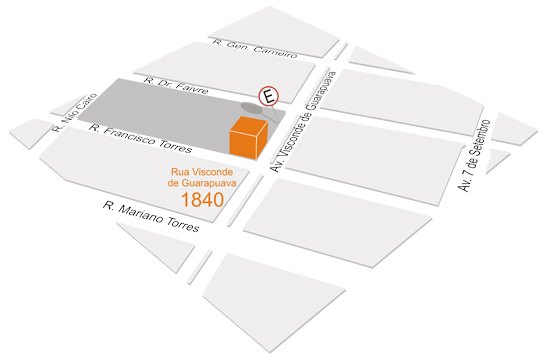 R. Gen. Carneiro
R. Dr. Faivre
E
R. Nilo Cairo
Av. Visconde de Guarapuava
R. Francisco Torres
Av. 7 de Setembro
Rua Visconde
de Guarapuava
1840
R. Mariano Torres